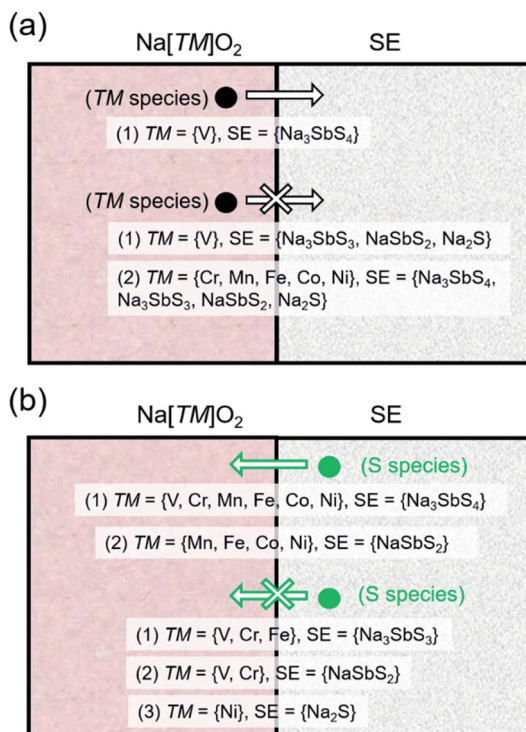 (a)
Na[TM]O₂ SE
(TM species)
(1) TM = {V}, SE = {Na₃SbS₄}
(TM species)
(1) TM = {V}, SE = {Na₃SbS₃, NaSbS₂, Na₂S}
(2) TM = {Cr, Mn, Fe, Co, Ni}, SE = {Na₃SbS₄,
Na₃SbS₃, NaSbS₂, Na₂S}
(b)
Na[TM]O₂ SE
(S species)
(1) TM = {V, Cr, Mn, Fe, Co, Ni}, SE = {Na₃SbS₄}
(2) TM = {Mn, Fe, Co, Ni}, SE = {NaSbS₂}
(S species)
(1) TM = {V, Cr, Fe}, SE = {Na₃SbS₃}
(2) TM = {V, Cr}, SE = {NaSbS₂}
(3) TM = {Ni}, SE = {Na₂S}